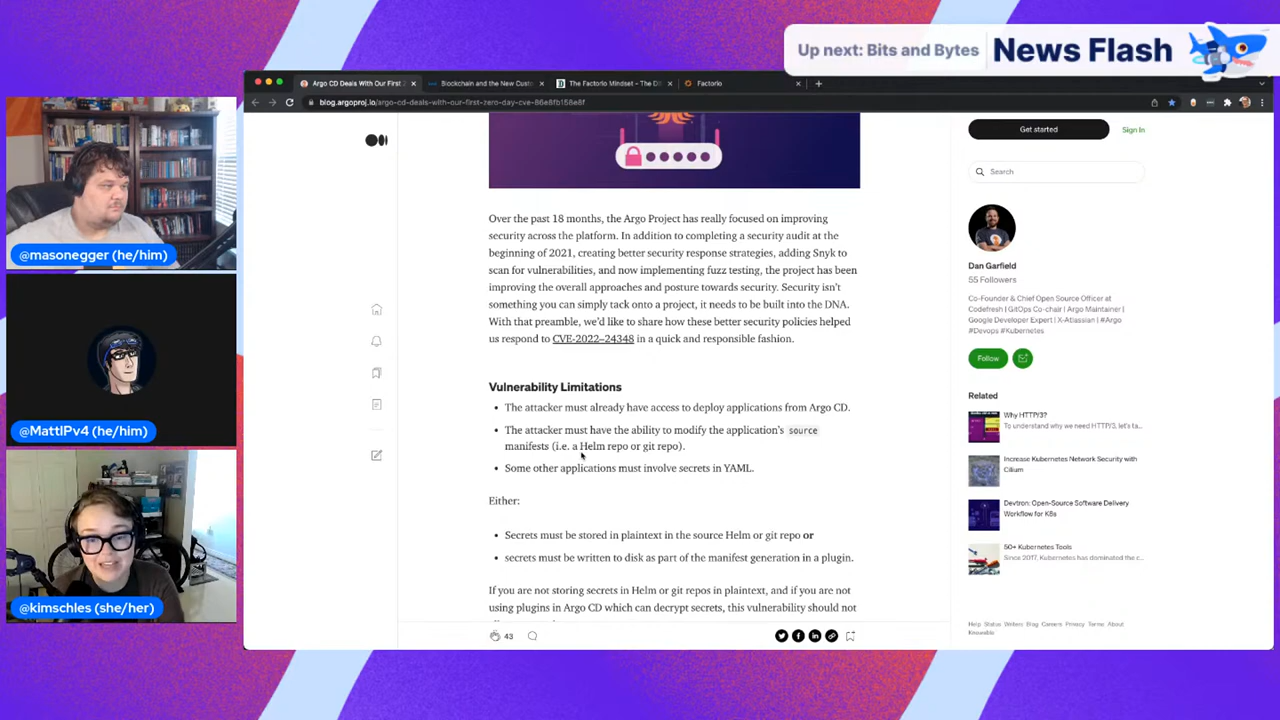 Up next: Bits and Bytes
News Flash
Argo CD Deals With Our First
Blockchain and the New Custo
The Factorio Mindset – The D
Factorio
blog.argoproj.io/argo-cd-deals-with-our-first-zero-day-cve-86e8fb158e8f
Get started
Sign In
Search
Over the past 18 months, the Argo Project has really focused on improving
security across the platform. In addition to completing a security audit at the
beginning of 2021, creating better security response strategies, adding Snyk to
scan for vulnerabilities, and now implementing fuzz testing, the project has been
improving the overall approaches and posture towards security. Security isn't
something you can simply tack onto a project, it needs to be built into the DNA.
With that preamble, we'd like to share how these better security policies helped
us respond to CVE-2022–24348 in a quick and responsible fashion.
Vulnerability Limitations
• The attacker must already have access to deploy applications from Argo CD.
• The attacker must have the ability to modify the application's source
manifests (i.e. a Helm repo or git repo).
• Some other applications must involve secrets in YAML.
Either:
• Secrets must be stored in plaintext in the source Helm or git repo or
• secrets must be written to disk as part of the manifest generation in a plugin.
If you are not storing secrets in Helm or git repos in plaintext, and if you are not
using plugins in Argo CD which can decrypt secrets, this vulnerability should not
43
Dan Garfield
55 Followers
Co-Founder & Chief Open Source Officer at
Codefresh | GitOps Co-chair | Argo Maintainer |
Google Developer Expert | X-Atlassian | #Argo
#Devops #Kubernetes
Follow
Related
Why HTTP/3?
To understand why we need HTTP/3, let's ta...
Increase Kubernetes Network Security with
Cilium
Devtron: Open-Source Software Delivery
Workflow for K8s
50+ Kubernetes Tools
Since 2017, Kubernetes has dominated the c...
Help Status Writers Blog Careers Privacy Terms About
Knowable
@masonegger (he/him)
@MattIPv4 (he/him)
@kimschles (she/her)